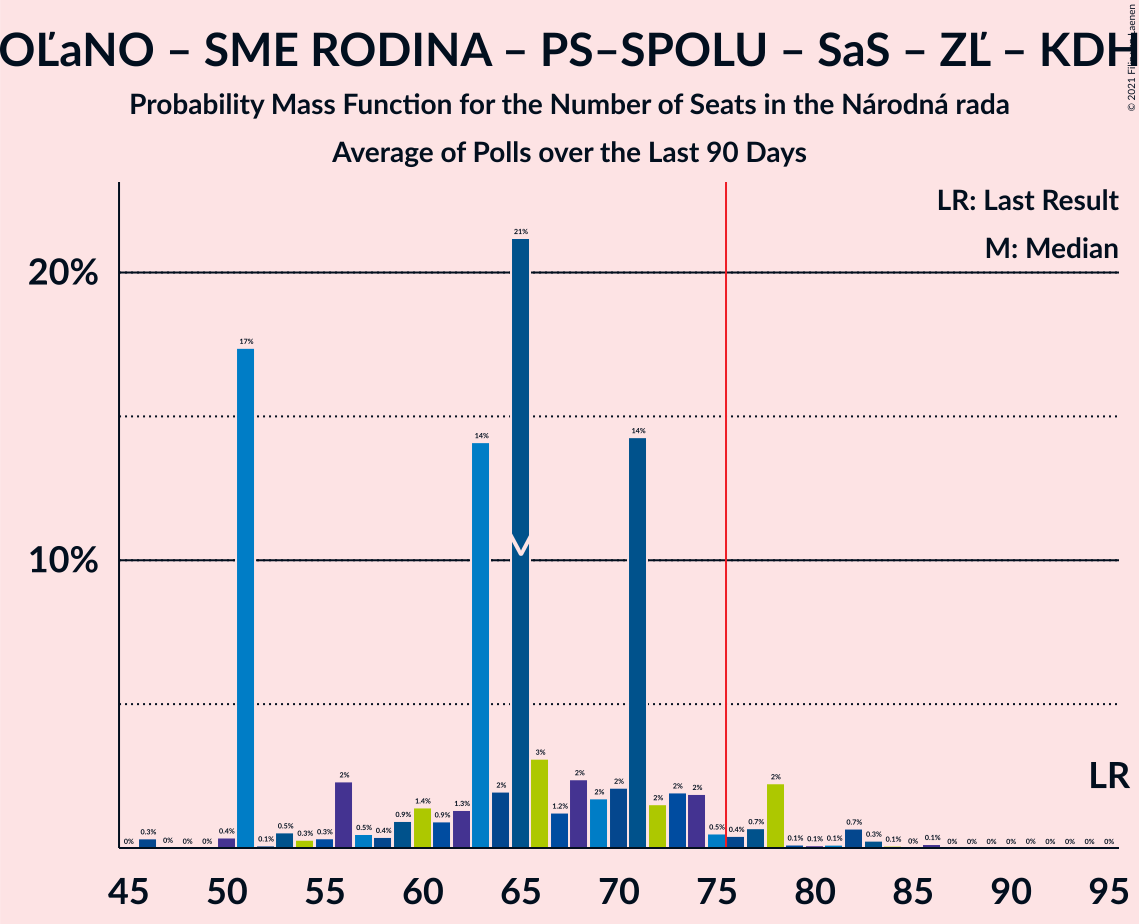 OĽaNO – SME RODINA – PS–SPOLU – SaS – ZĽ – KDH
Probability Mass Function for the Number of Seats in the Národná rada
Average of Polls over the Last 90 Days
© 2021 Filip van Laenen
LR: Last Result
M: Median
20%
10%
0% 0.3% 0% 0% 0% 0.4% 17% 0.1% 0.5% 0.3% 0.3% 2% 0.5% 0.4% 0.9% 1.4% 0.9% 1.3% 14% 2% 21% 3% 1.2% 2% 2% 2% 14% 2% 2% 2% 0.5% 0.4% 0.7% 2% 0.1% 0.1% 0.1% 0.7% 0.3% 0.1% 0% 0.1% 0% 0% 0% 0% 0% 0% 0% 0% 0%
M
LR
45 50 55 60 65 70 75 80 85 90 95